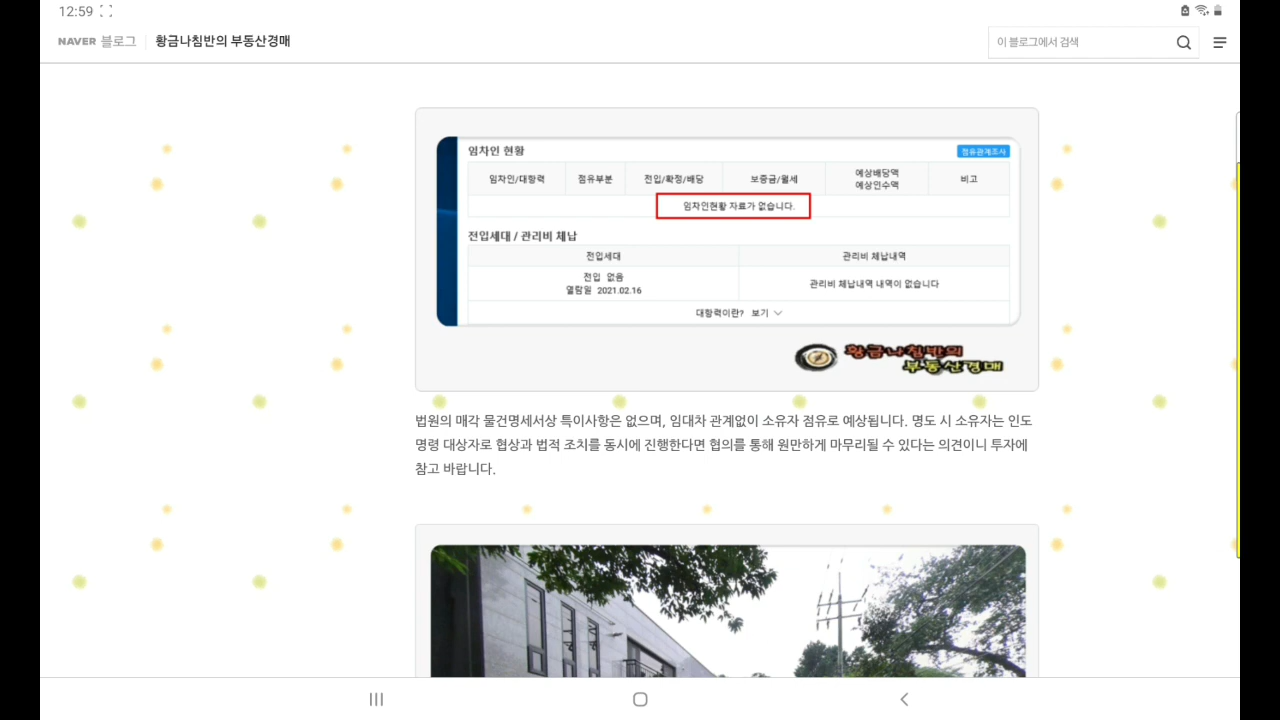 12:59
NAVER 블로그 황금나침반의 부동산경매
이 블로그에서 검색
임차인 현황
점유관계조사
임차인/대항력 점유부분 전입/확정/배당 보증금/월세 예상배당액 예상인수액 비고
임차인현황 자료가 없습니다.
전입세대 / 관리비 체납
전입세대 관리비 체납내역
전입 없음
열람일 2021.02.16
관리비 체납내역 내역이 없습니다
대항력이란? 보기
황금나침반의
부동산경매
법원의 매각 물건명세서상 특이사항은 없으며, 임대차 관계없이 소유자 점유로 예상됩니다. 명도 시 소유자는 인도
명령 대상자로 협상과 법적 조치를 동시에 진행한다면 협의를 통해 원만하게 마무리될 수 있다는 의견이니 투자에
참고 바랍니다.